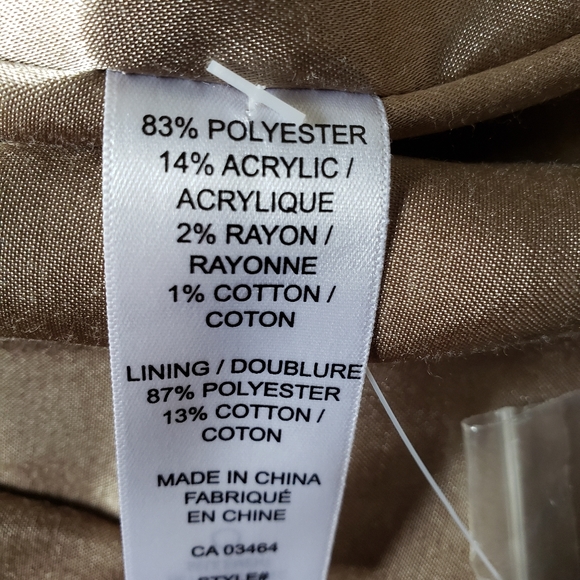 83% POLYESTER
14% ACRYLIC /
ACRYLIQUE
2% RAYON /
RAYONNE
1% COTTON /
COTON
LINING / DOUBLURE
87% POLYESTER
13% COTTON /
COTON
MADE IN CHINA
FABRIQUÉ
EN CHINE
CA 03464
STYLE#